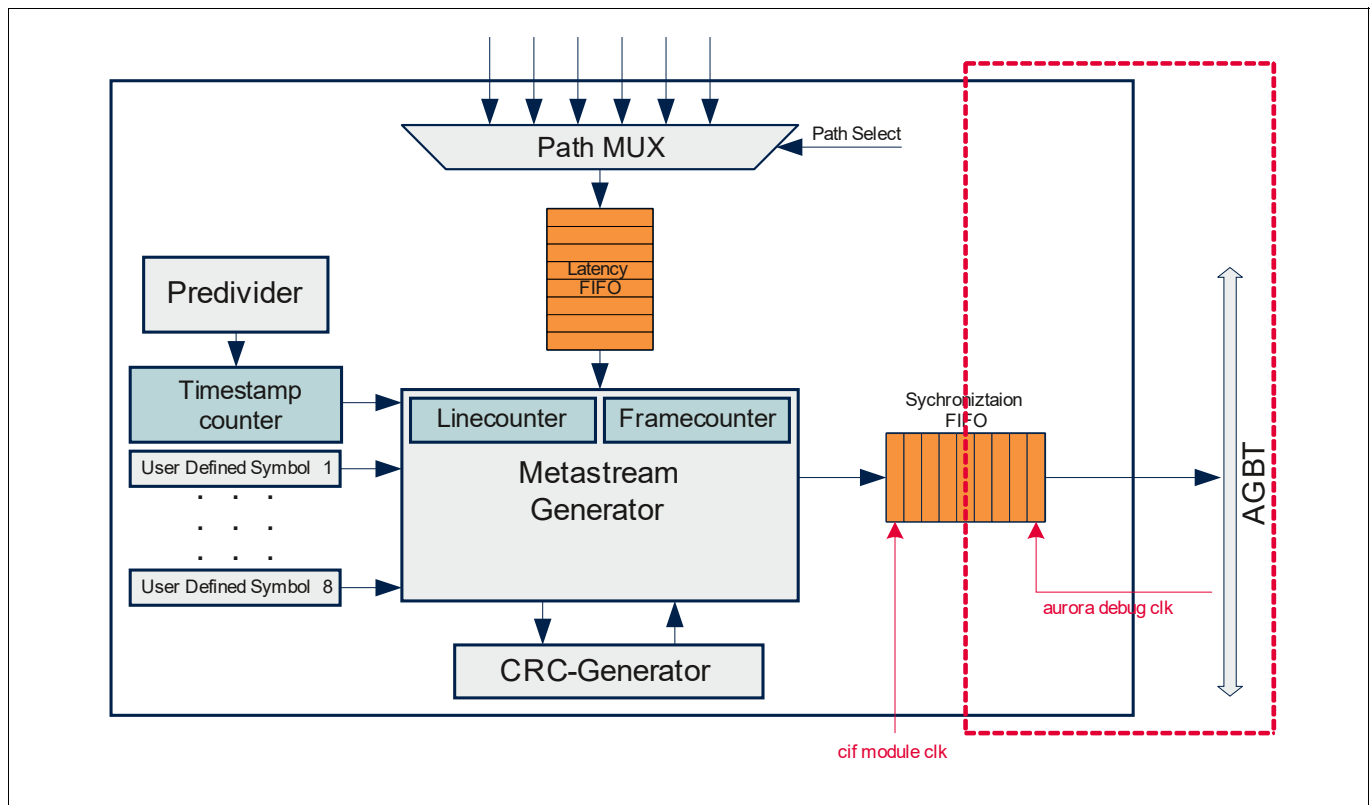 Path MUX
Path Select
Latency
FIFO
Predivider
Timestamp
counter
Linecounter
Framecounter
Sychroniztaion
FIFO
User Defined Symbol 1
Metastream
Generator
. . .
. . .
. . .
User Defined Symbol 8
AGBT
aurora debug clk
CRC-Generator
cif module clk